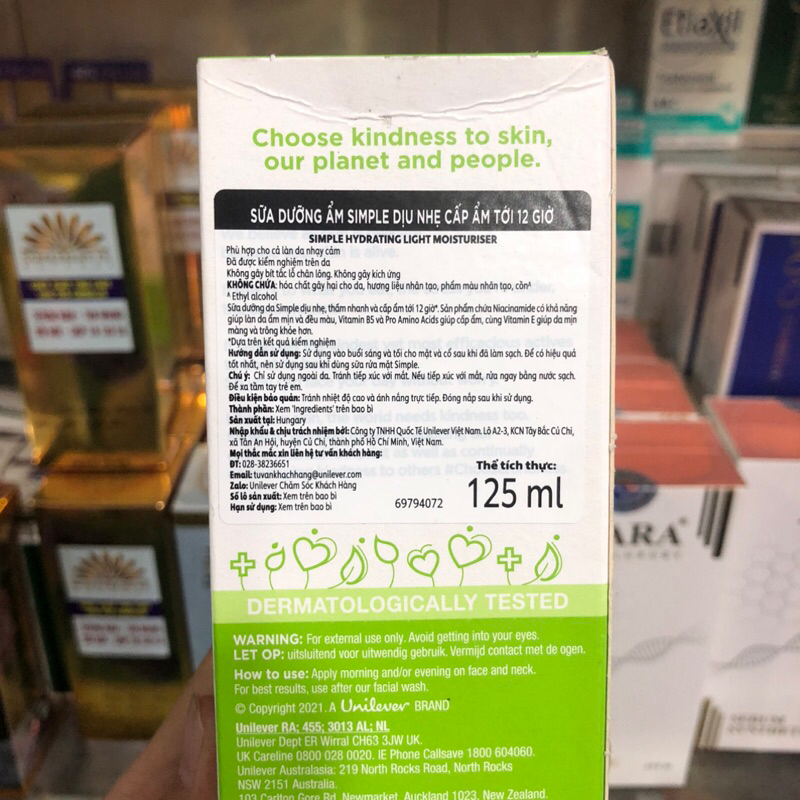 Etiaxil
Choose kindness to skin,
our planet and people.
SỮA DƯỠNG ẨM SIMPLE DỊU NHẸ CẤP ẨM TỚI 12 GIỜ
SIMPLE HYDRATING LIGHT MOISTURISER
Phù hợp cho cả làn da nhạy cảm
Đã được kiểm nghiệm trên da
Không gây bít tắc lỗ chân lông. Không gây kích ứng
KHÔNG CHỨA: hóa chất gây hại cho da, hương liệu nhân tạo, phẩm màu nhân tạo, cồn^
^ Ethyl alcohol
Sữa dưỡng da Simple dịu nhẹ, thấm nhanh và cấp ẩm tới 12 giờ*. Sản phẩm chứa Niacinamide có khả năng
giúp làn da ẩm mịn và đều màu, Vitamin B5 và Pro Amino Acids giúp cấp ẩm, cùng Vitamin E giúp da mịn
màng và trông khỏe hơn.
*Dựa trên kết quả kiểm nghiệm
Hướng dẫn sử dụng: Sử dụng vào buổi sáng và tối cho mặt và cổ sau khi đã làm sạch. Để có hiệu quả
tốt nhất, nên sử dụng sau khi dùng sữa rửa mặt Simple.
Chú ý: Chỉ sử dụng ngoài da. Tránh tiếp xúc với mắt. Nếu tiếp xúc với mắt, rửa ngay bằng nước sạch.
Để xa tầm tay trẻ em.
Điều kiện bảo quản: Tránh nhiệt độ cao và ánh nắng trực tiếp. Đóng nắp sau khi sử dụng.
Thành phần: Xem 'Ingredients' trên bao bì
Sản xuất tại: Hungary
Nhập khẩu & chịu trách nhiệm bởi: Công ty TNHH Quốc Tế Unilever Việt Nam. Lô A2-3, KCN Tây Bắc Củ Chi,
xã Tân An Hội, huyện Củ Chi, thành phố Hồ Chí Minh, Việt Nam.
Mọi thắc mắc xin liên hệ tư vấn khách hàng:
ĐT: 028-38236651
Email: tuvankhachhang@unilever.com
Zalo: Unilever Chăm Sóc Khách Hàng
Số lô sản xuất: Xem trên bao bì
Hạn sử dụng: Xem trên bao bì
69794072
Thể tích thực:
125 ml
ARA®
DERMATOLOGICALLY TESTED
WARNING: For external use only. Avoid getting into your eyes.
LET OP: uitsluitend voor uitwendig gebruik. Vermijd contact met de ogen.
How to use: Apply morning and/or evening on face and neck.
For best results, use after our facial wash.
© Copyright 2021. A Unilever BRAND
Unilever RA; 455; 3013 AL; NL
Unilever Dept ER Wirral CH63 3JW UK.
UK Careline 0800 028 0020. IE Phone Callsave 1800 604060.
Unilever Australasia: 219 North Rocks Road, North Rocks
NSW 2151 Australia.
103 Carlton Gore Rd, Newmarket, Auckland 1023, New Zealand.